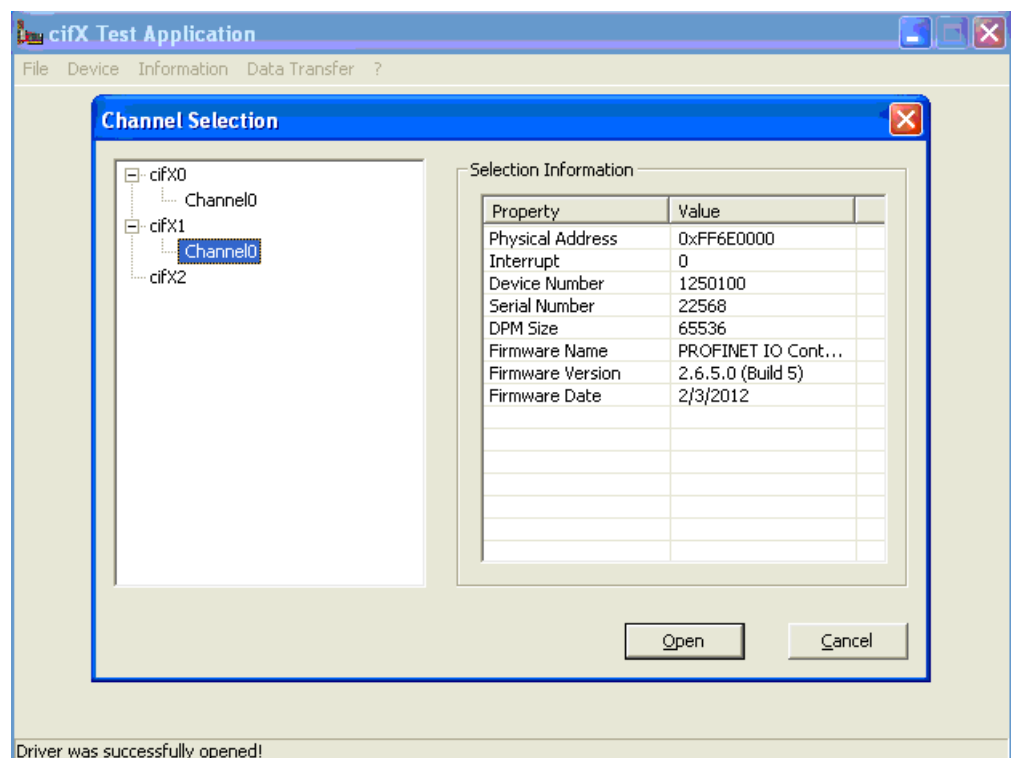 cifX Test Application
File Device Information Data Transfer ?
Channel Selection
cifX0
Channel0
cifX1
Channel0
cifX2
Selection Information
Property Value
Physical Address 0xFF6E0000
Interrupt 0
Device Number 1250100
Serial Number 22568
DPM Size 65536
Firmware Name PROFINET IO Cont...
Firmware Version 2.6.5.0 (Build 5)
Firmware Date 2/3/2012
Open Cancel
Driver was successfully opened!